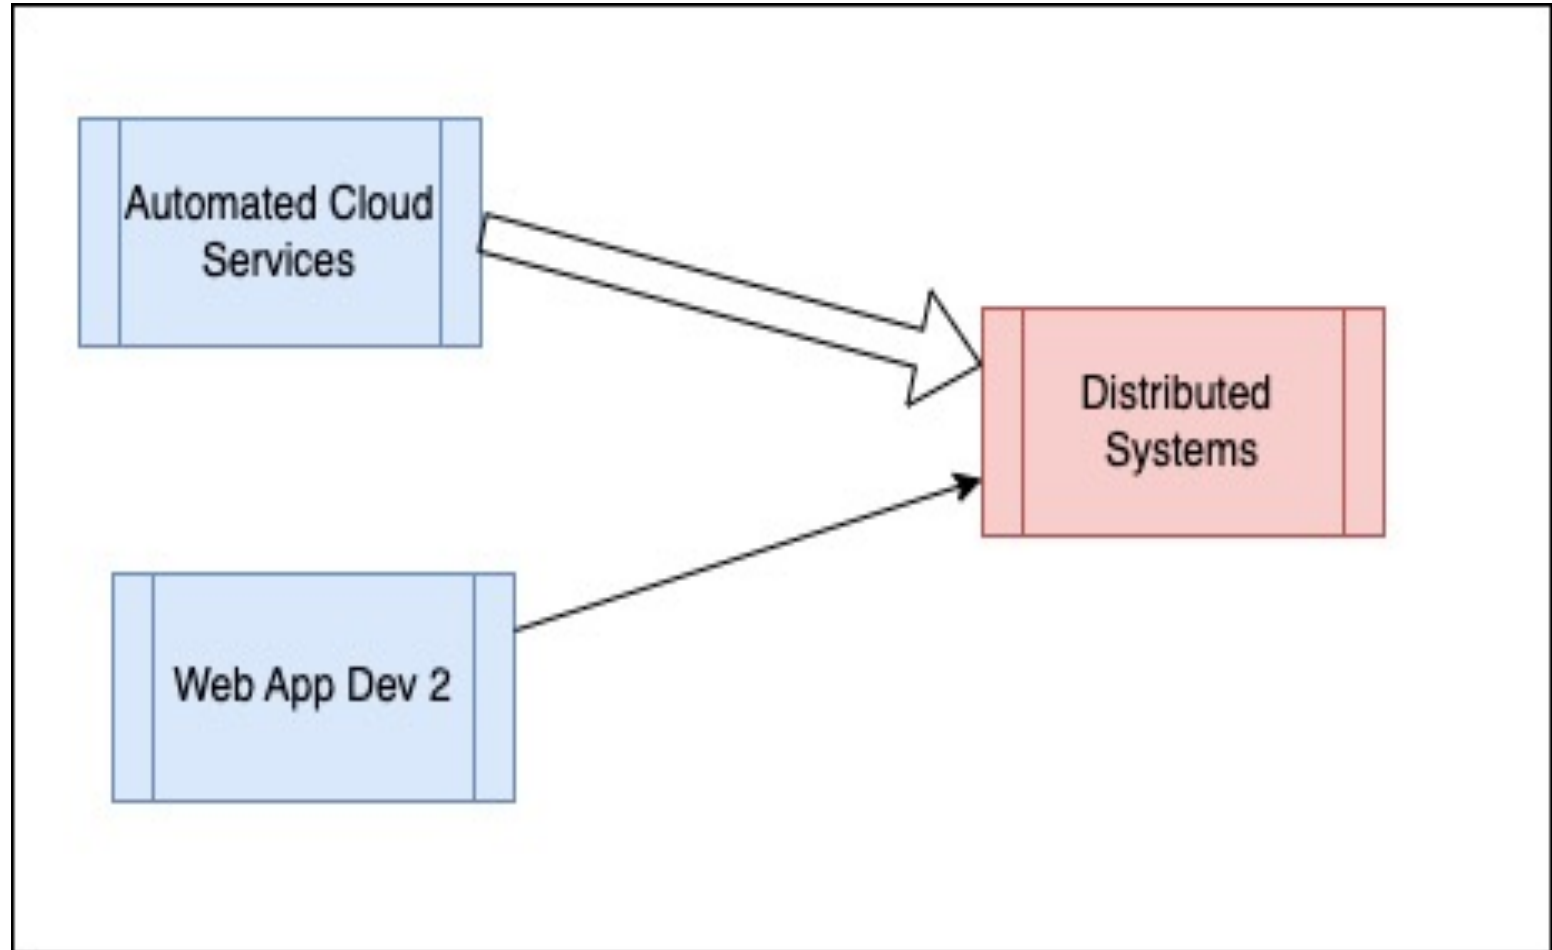 Automated Cloud
Services
Distributed
Systems
Web App Dev 2